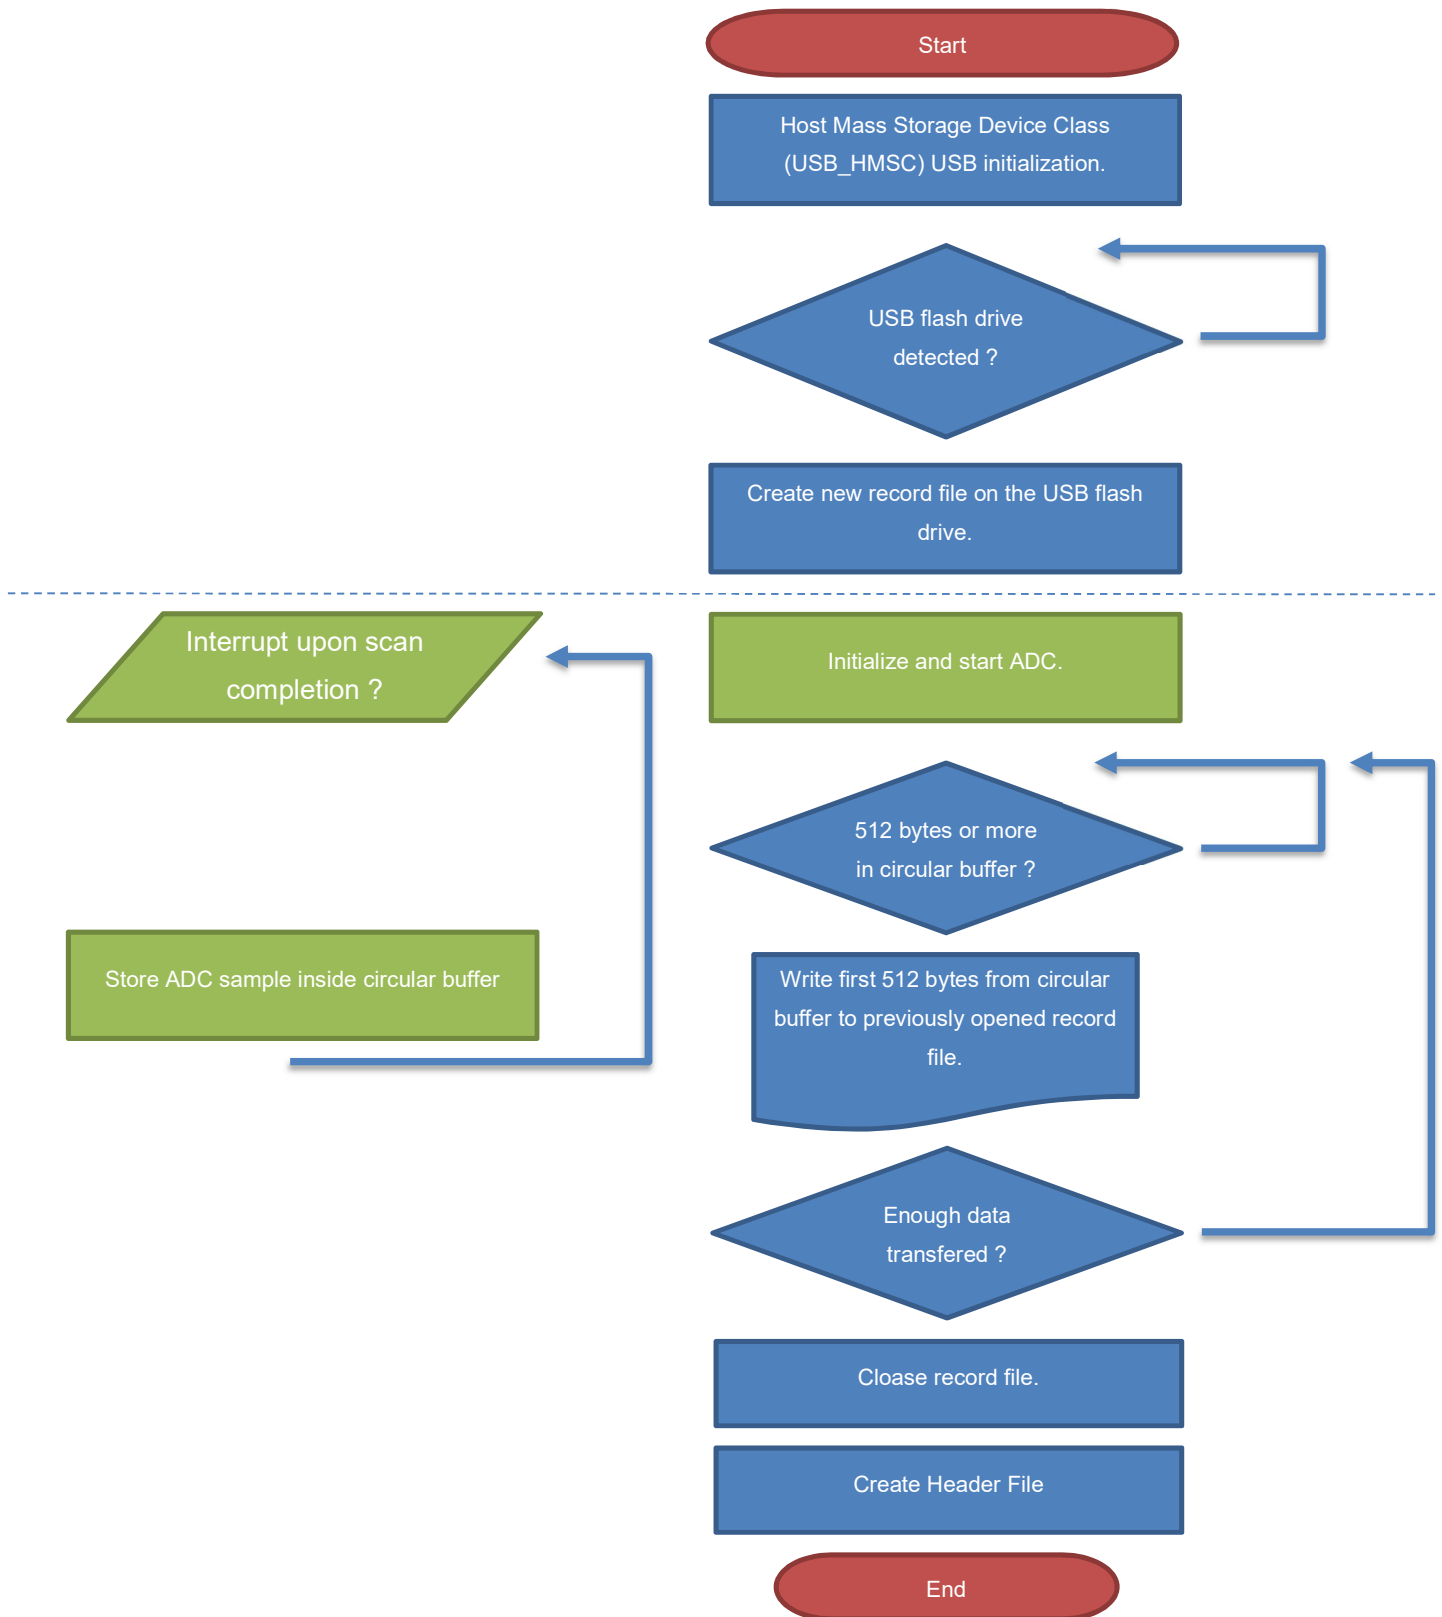 Start
Host Mass Storage Device Class
(USB_HMSC) USB initialization.
USB flash drive
detected ?
Create new record file on the USB flash
drive.
Interrupt upon scan
completion ?
Initialize and start ADC.
512 bytes or more
in circular buffer ?
Store ADC sample inside circular buffer
Write first 512 bytes from circular
buffer to previously opened record
file.
Enough data
transfered ?
Cloase record file.
Create Header File
End